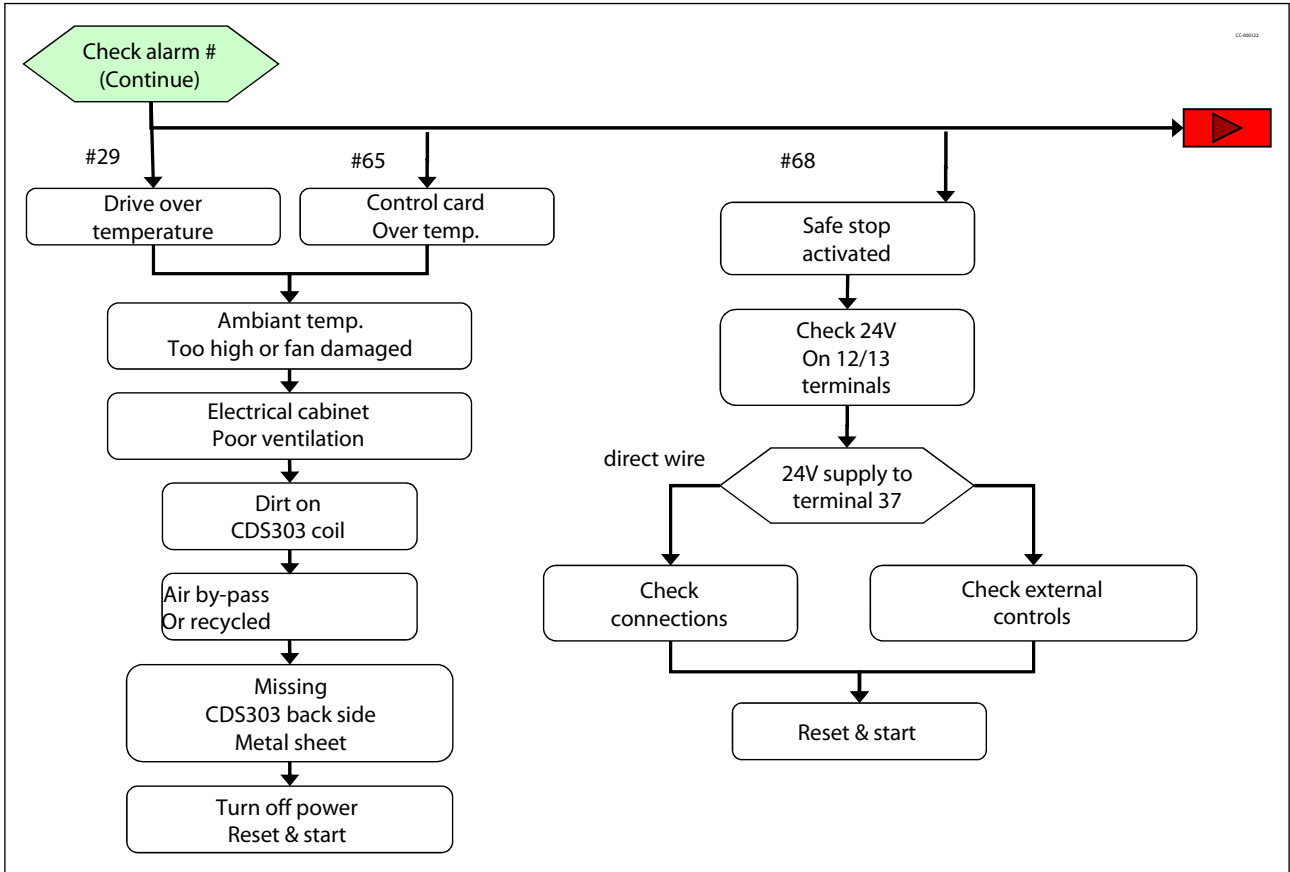 Check alarm #
(Continue)
CC-000122
#29
#65
#68
Drive over
temperature
Control card
Over temp.
Safe stop
activated
Ambiant temp.
Too high or fan damaged
Check 24V
On 12/13
terminals
Electrical cabinet
Poor ventilation
direct wire
24V supply to
terminal 37
Dirt on
CDS303 coil
Air by-pass
Or recycled
Check
connections
Check external
controls
Missing
CDS303 back side
Metal sheet
Reset & start
Turn off power
Reset & start